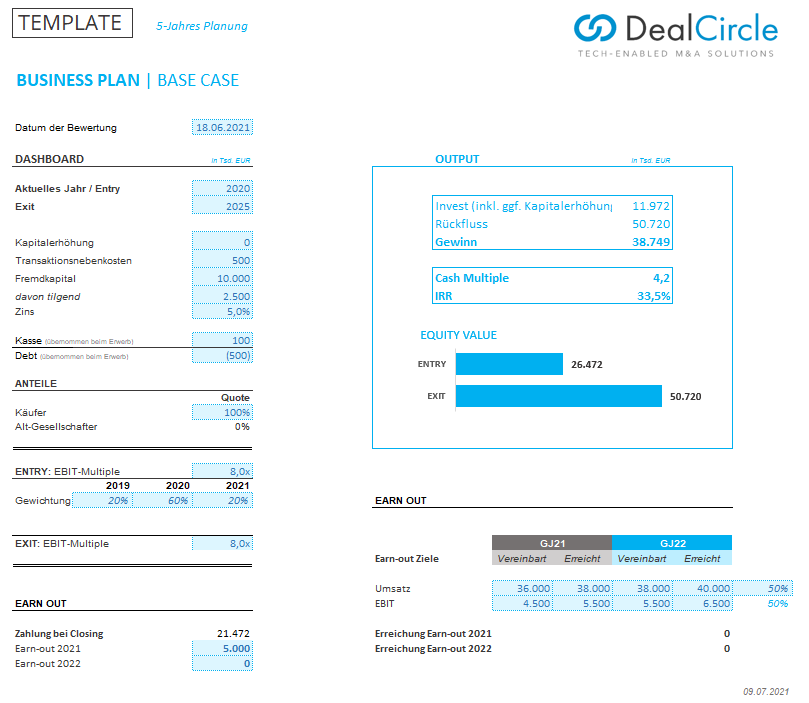 TEMPLATE
5-Jahres Planung
DealCircle
TECH-ENABLED M&A SOLUTIONS
BUSINESS PLAN | BASE CASE
Datum der Bewertung 18.06.2021
DASHBOARD in Tsd. EUR
Aktuelles Jahr / Entry 2020
Exit 2025
Kapitalerhöhung 0
Transaktionsnebenkosten 500
Fremdkapital 10.000
davon tilgend 2.500
Zins 5,0%
Kasse (übernommen beim Erwerb) 100
Debt (übernommen beim Erwerb) (500)
ANTEILE
Quote
Käufer 100%
Alt-Gesellschafter 0%
ENTRY: EBIT-Multiple 8,0x
2019 2020 2021
Gewichtung 20% 60% 20%
EXIT: EBIT-Multiple 8,0x
EARN OUT
Zahlung bei Closing 21.472
Earn-out 2021 5.000
Earn-out 2022 0
OUTPUT in Tsd. EUR
Invest (inkl. ggf. Kapitalerhöhung 11.972
Rückfluss 50.720
Gewinn 38.749
Cash Multiple 4,2
IRR 33,5%
EQUITY VALUE
ENTRY 26.472
EXIT 50.720
EARN OUT
GJ21 GJ22
Earn-out Ziele Vereinbart Erreicht Vereinbart Erreicht
Umsatz 36.000 38.000 38.000 40.000 50%
EBIT 4.500 5.500 5.500 6.500 50%
Erreichung Earn-out 2021 0
Erreichung Earn-out 2022 0
09.07.2021